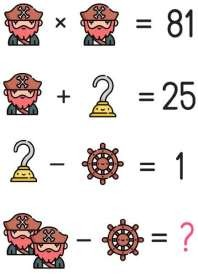 × = 81
+ = 25
− = 1
− = ?